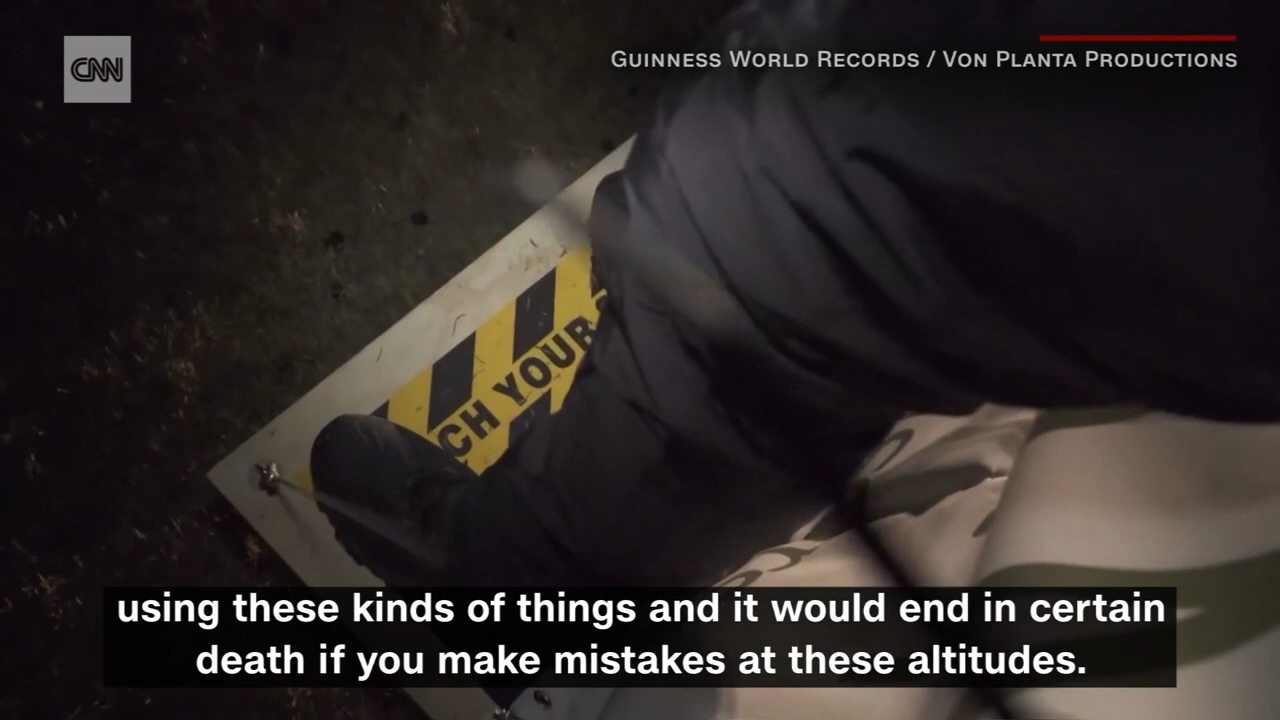 CNN
GUINNESS WORLD RECORDS / VON PLANTA PRODUCTIONS
CH YOUR
using these kinds of things and it would end in certain
death if you make mistakes at these altitudes.